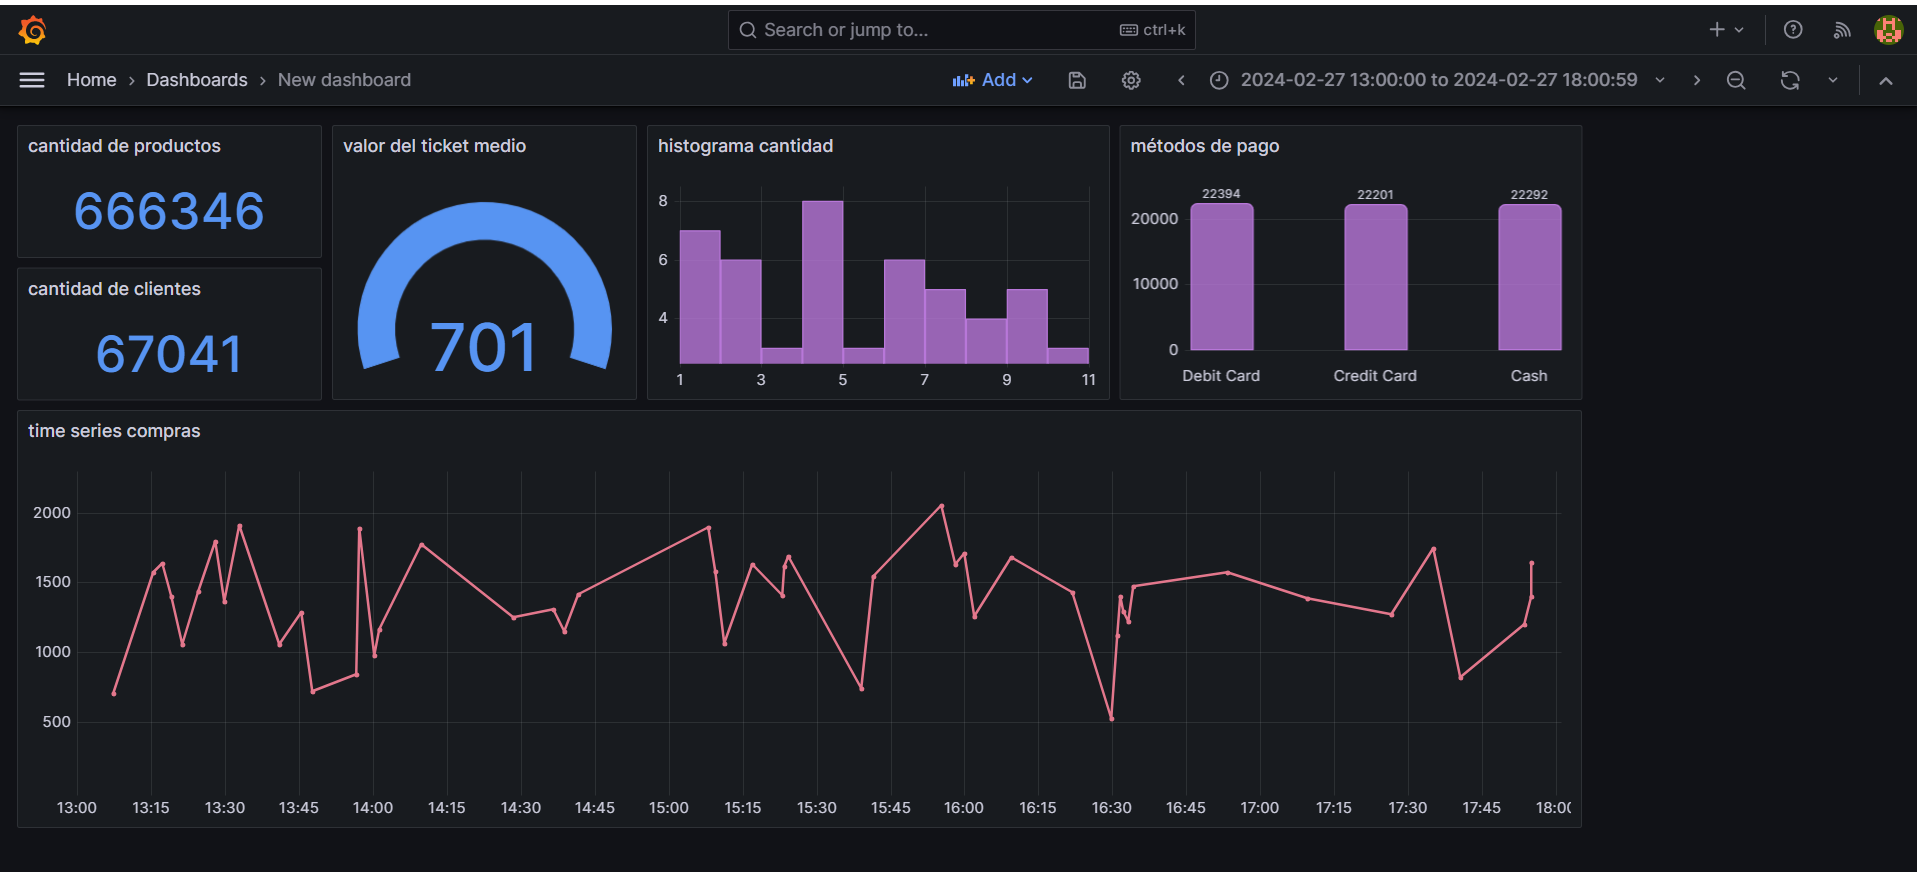 Search or jump to... ctrl+k
Home › Dashboards › New dashboard
Add
2024-02-27 13:00:00 to 2024-02-27 18:00:59
cantidad de productos
666346
cantidad de clientes
67041
valor del ticket medio
701
histograma cantidad
8
6
4
1 3 5 7 9 11
métodos de pago
22394 22201 22292
20000
10000
0
Debit Card Credit Card Cash
time series compras
2000
1500
1000
500
13:00 13:15 13:30 13:45 14:00 14:15 14:30 14:45 15:00 15:15 15:30 15:45 16:00 16:15 16:30 16:45 17:00 17:15 17:30 17:45 18:00